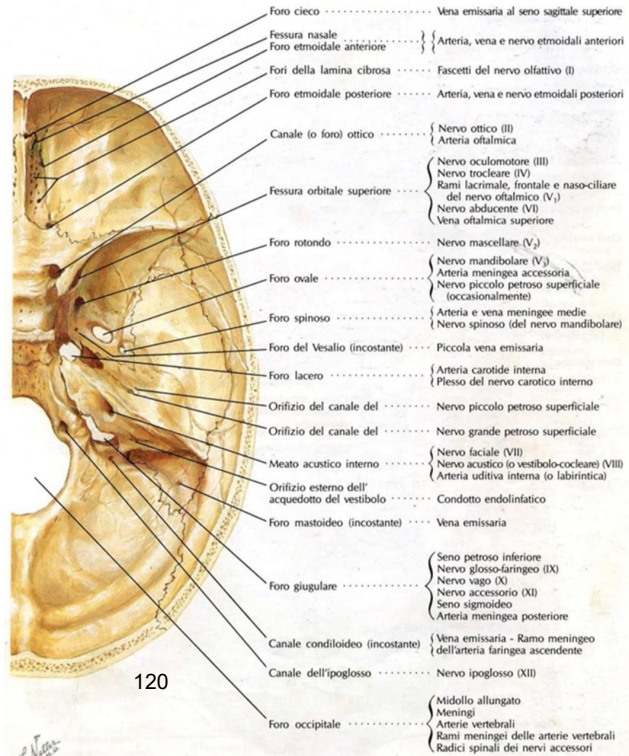 Foro cieco ········· Vena emissaria al seno sagittale superiore
Fessura nasale
Foro etmoidale anteriore ·· { { Arteria, vena e nervo etmoidali anteriori
Fori della lamina cibrosa ······ Fascetti del nervo olfattivo (I)
Foro etmoidale posteriore ···· Arteria, vena e nervo etmoidali posteriori
Canale (o foro) ottico ······· { Nervo ottico (II)
Arteria oftalmica
Fessura orbitale superiore ···· { Nervo oculomotore (III)
Nervo trocleare (IV)
Rami lacrimale, frontale e naso-ciliare
del nervo oftalmico (V₁)
Nervo abducente (VI)
Vena oftalmica superiore
Foro rotondo ········· Nervo mascellare (V₂)
Foro ovale ········· { Nervo mandibolare (V₃)
Arteria meningea accessoria
Nervo piccolo petroso superficiale
(occasionalmente)
Foro spinoso ········· { Arteria e vena meningee medie
Nervo spinoso (del nervo mandibolare)
Foro del Vesalio (incostante) ···· Piccola vena emissaria
Foro lacero ········· { Arteria carotide interna
Plesso del nervo carotico interno
Orifizio del canale del ······· Nervo piccolo petroso superficiale
Orifizio del canale del ······· Nervo grande petroso superficiale
Meato acustico interno ······ { Nervo faciale (VII)
Nervo acustico (o vestibolo-cocleare) (VIII)
Arteria uditiva interna (o labirintica)
Orifizio esterno dell'
acquedotto del vestibolo ····· Condotto endolinfatico
Foro mastoideo (incostante) ···· Vena emissaria
Foro giugulare ········· { Seno petroso inferiore
Nervo glosso-faringeo (IX)
Nervo vago (X)
Nervo accessorio (XI)
Seno sigmoideo
Arteria meningea posteriore
Canale condiloideo (incostante) { Vena emissaria - Ramo meningeo
dell'arteria faringea ascendente
Canale dell'ipoglosso ······· Nervo ipoglosso (XII)
120
Foro occipitale ········· { Midollo allungato
Meningi
Arterie vertebrali
Rami meningei delle arterie vertebrali
Radici spinali dei nervi accessori